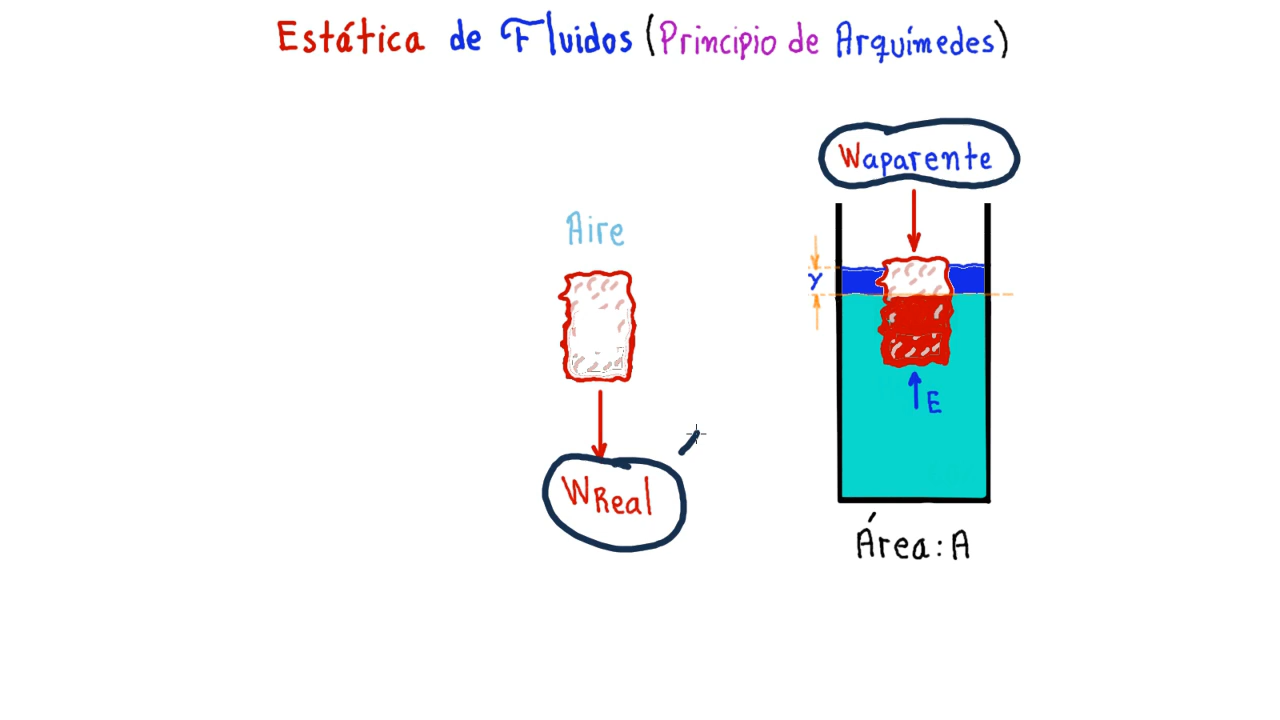 Estática de Fluidos (Principio de Arquímedes)
Waparente
Aire
y
E
WReal
Área: A